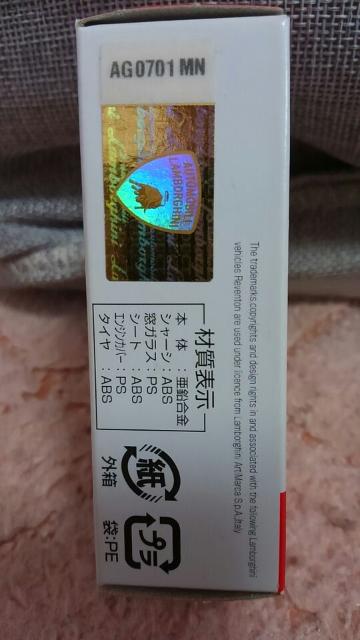 AG0701 MN
AUTOMOBILI
LAMBORGHINI
The trademarks,copyrights and design rights in and associated with the following Lamborghini
vehicles Reventon are used under licence from Lamborghini ArtiMarca S.p.A.,Italy
材質表示
本体：亜鉛合金
シャーシ：ABS
窓ガラス：PS
シート：ABS
エンジンカバー：PS
タイヤ：ABS
紙
外箱
プラ
袋:PE